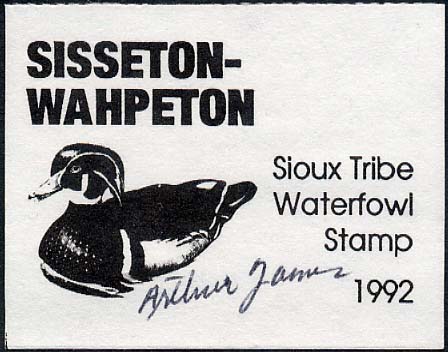 SISSETON-
WAHPETON
Sioux Tribe
Waterfowl
Stamp
1992
Arthur James